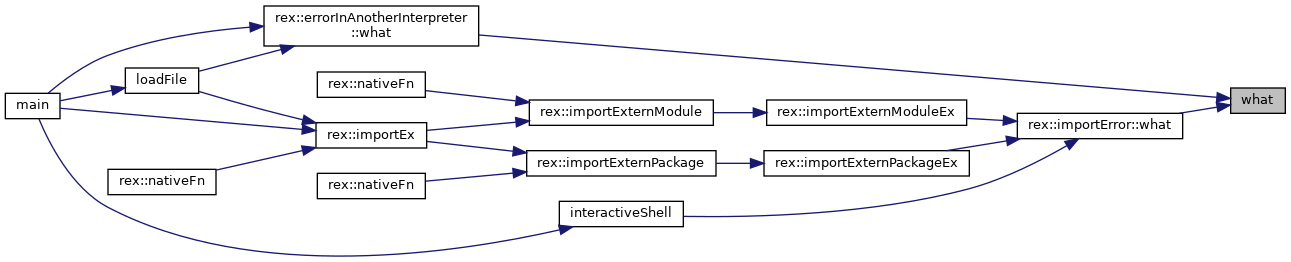 rex::errorInAnotherInterpreter
::what
loadFile
rex::nativeFn
main
what
rex::importExternModule
rex::importExternModuleEx
rex::importError::what
rex::importEx
rex::importExternPackage
rex::importExternPackageEx
rex::nativeFn
rex::nativeFn
interactiveShell